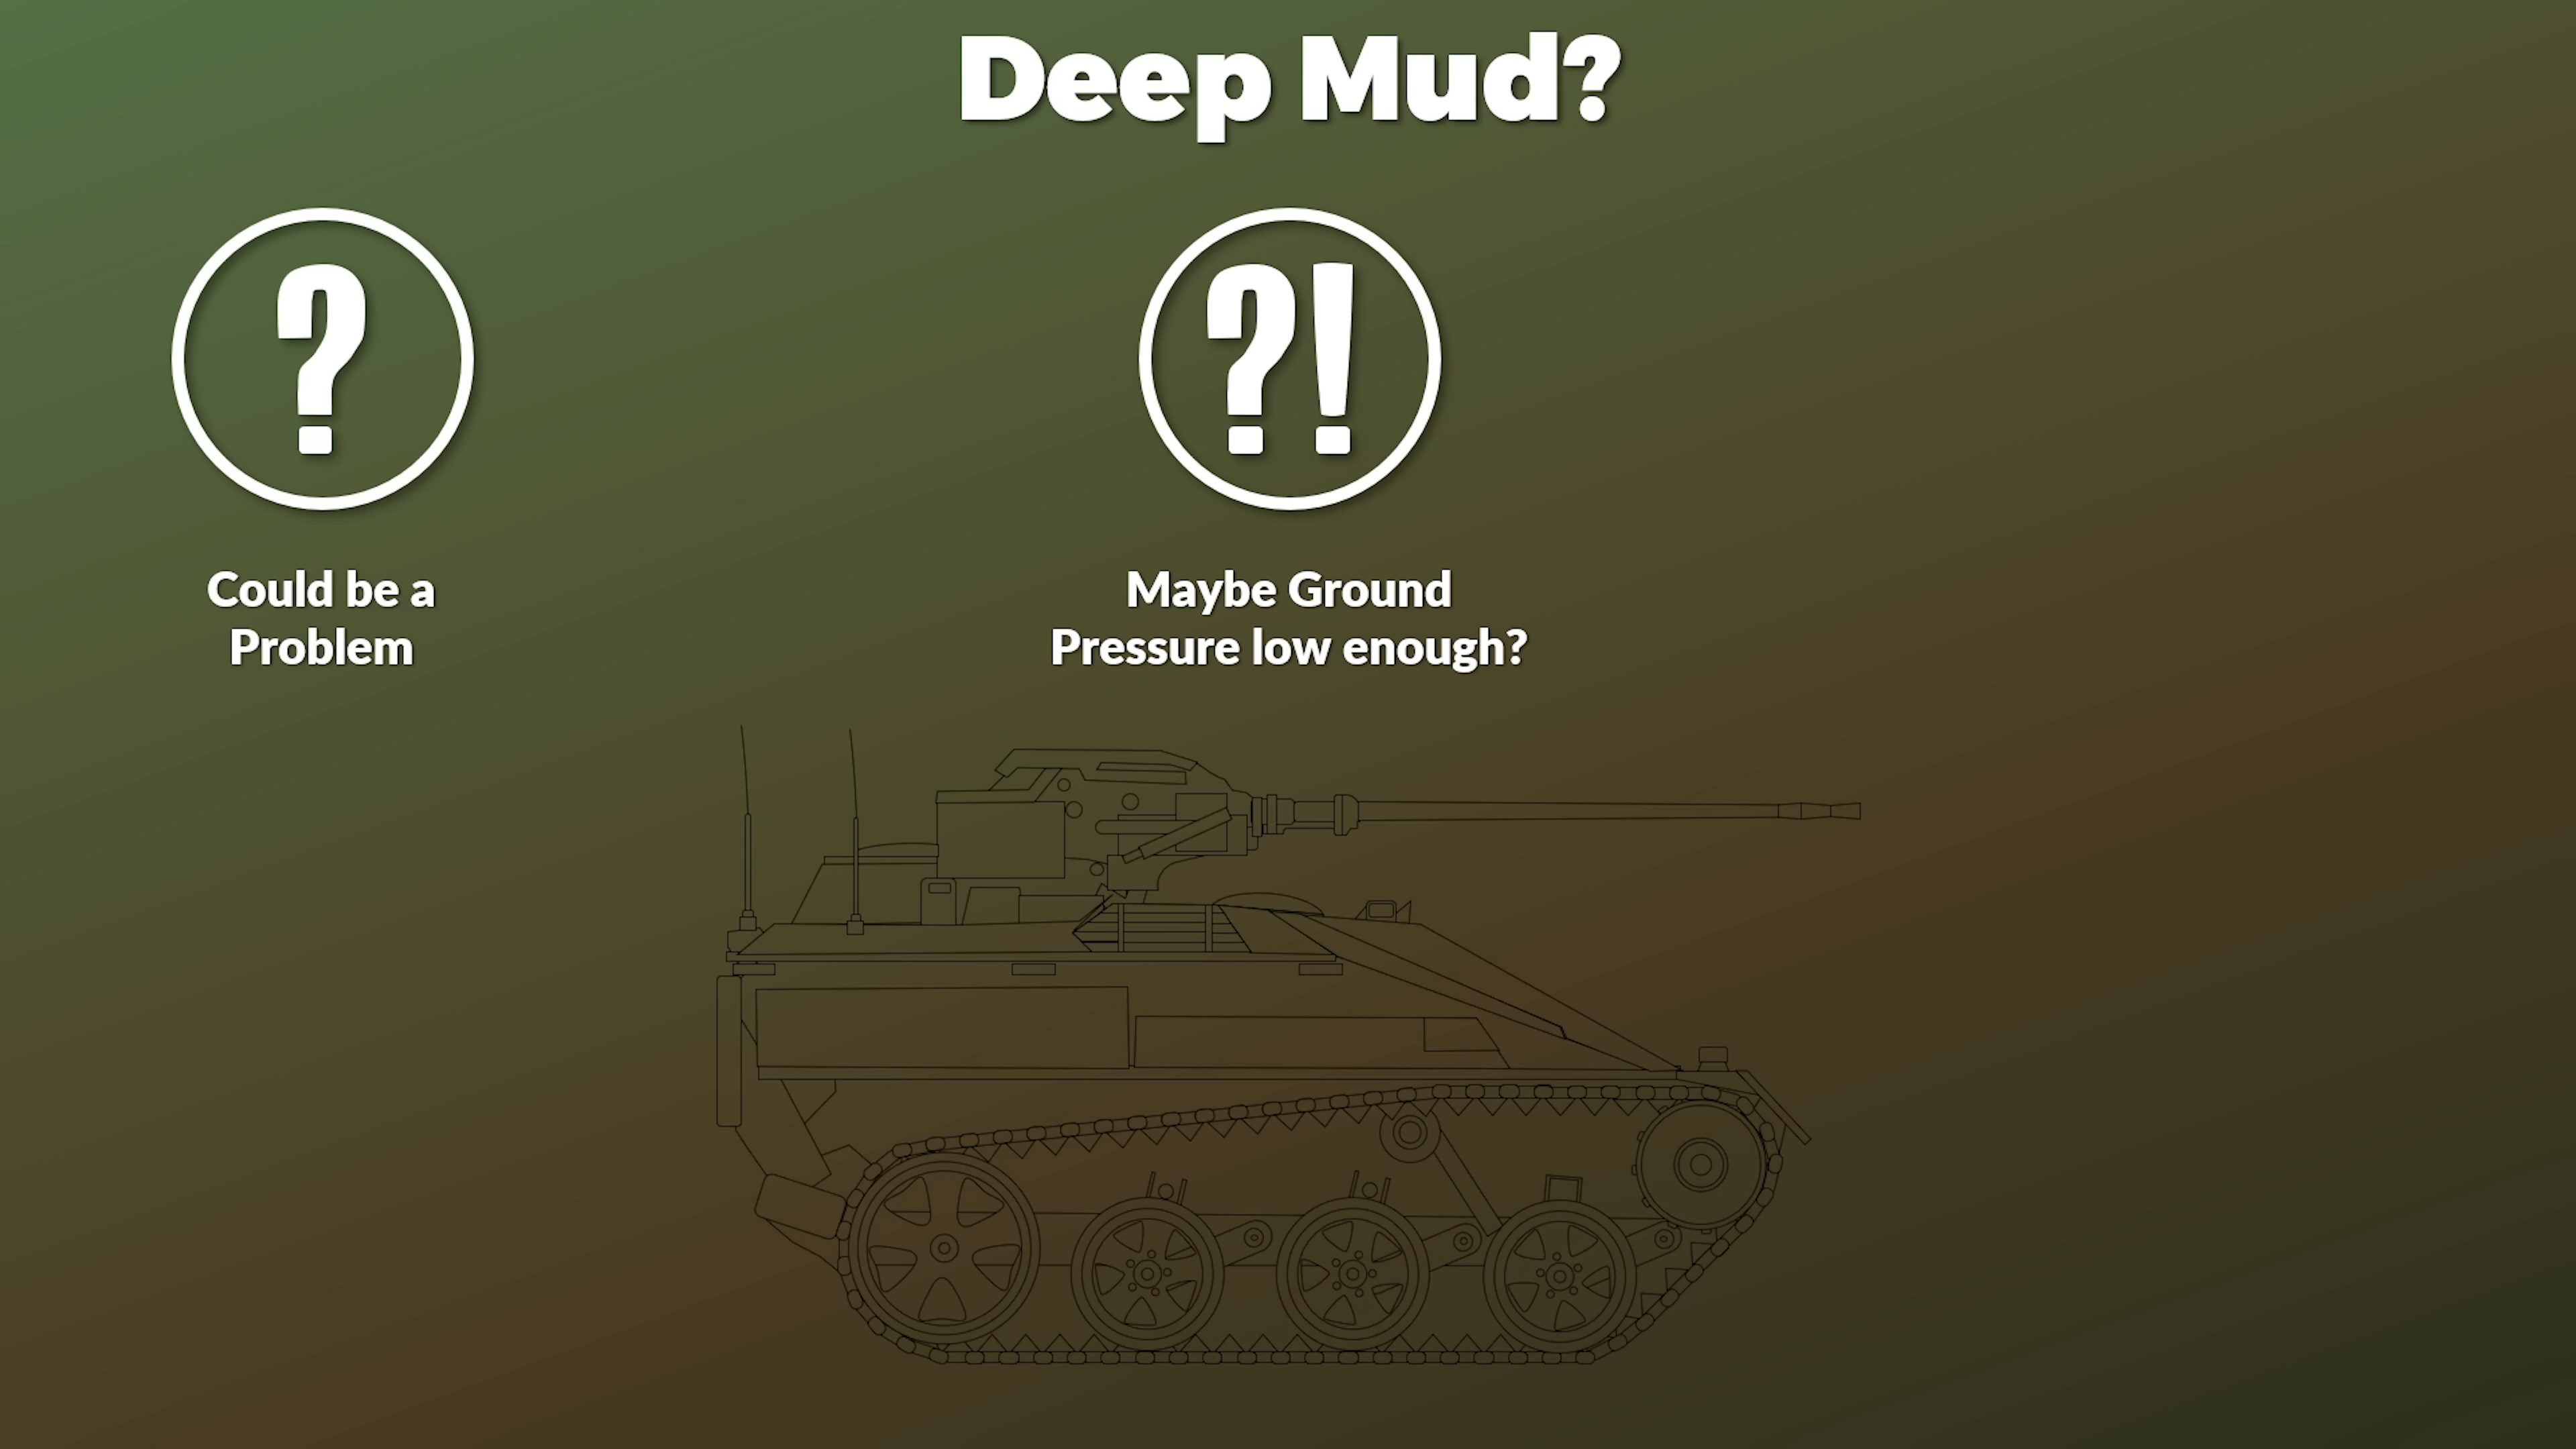 Deep Mud?
?
?!
Could be a
Problem
Maybe Ground
Pressure low enough?